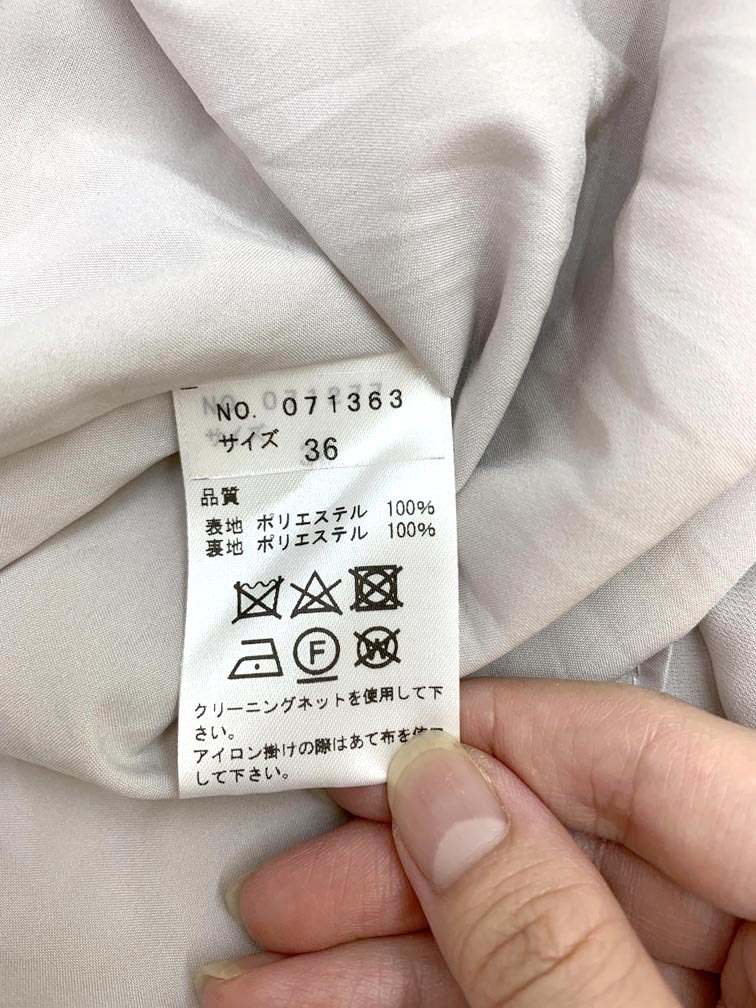 NO. 071363
サイズ 36
品質
表地 ポリエステル 100%
裏地 ポリエステル 100%
F W
クリーニングネットを使用して下
さい。
アイロン掛けの際はあて布を使用
して下さい。